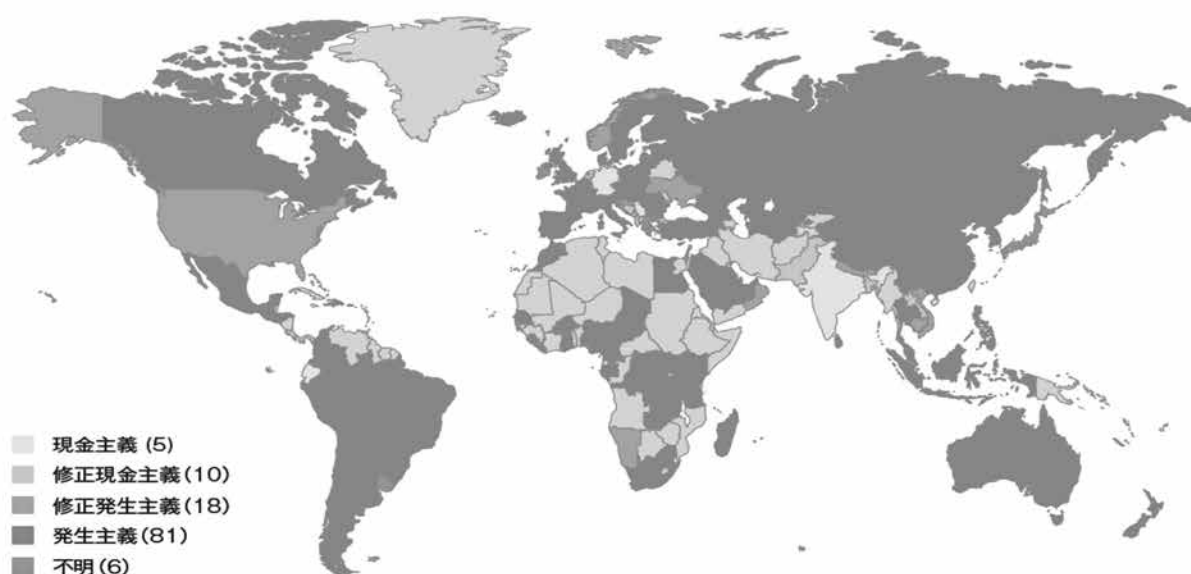 現金主義 (5)
修正現金主義(10)
修正発生主義(18)
発生主義(81)
不明(6)